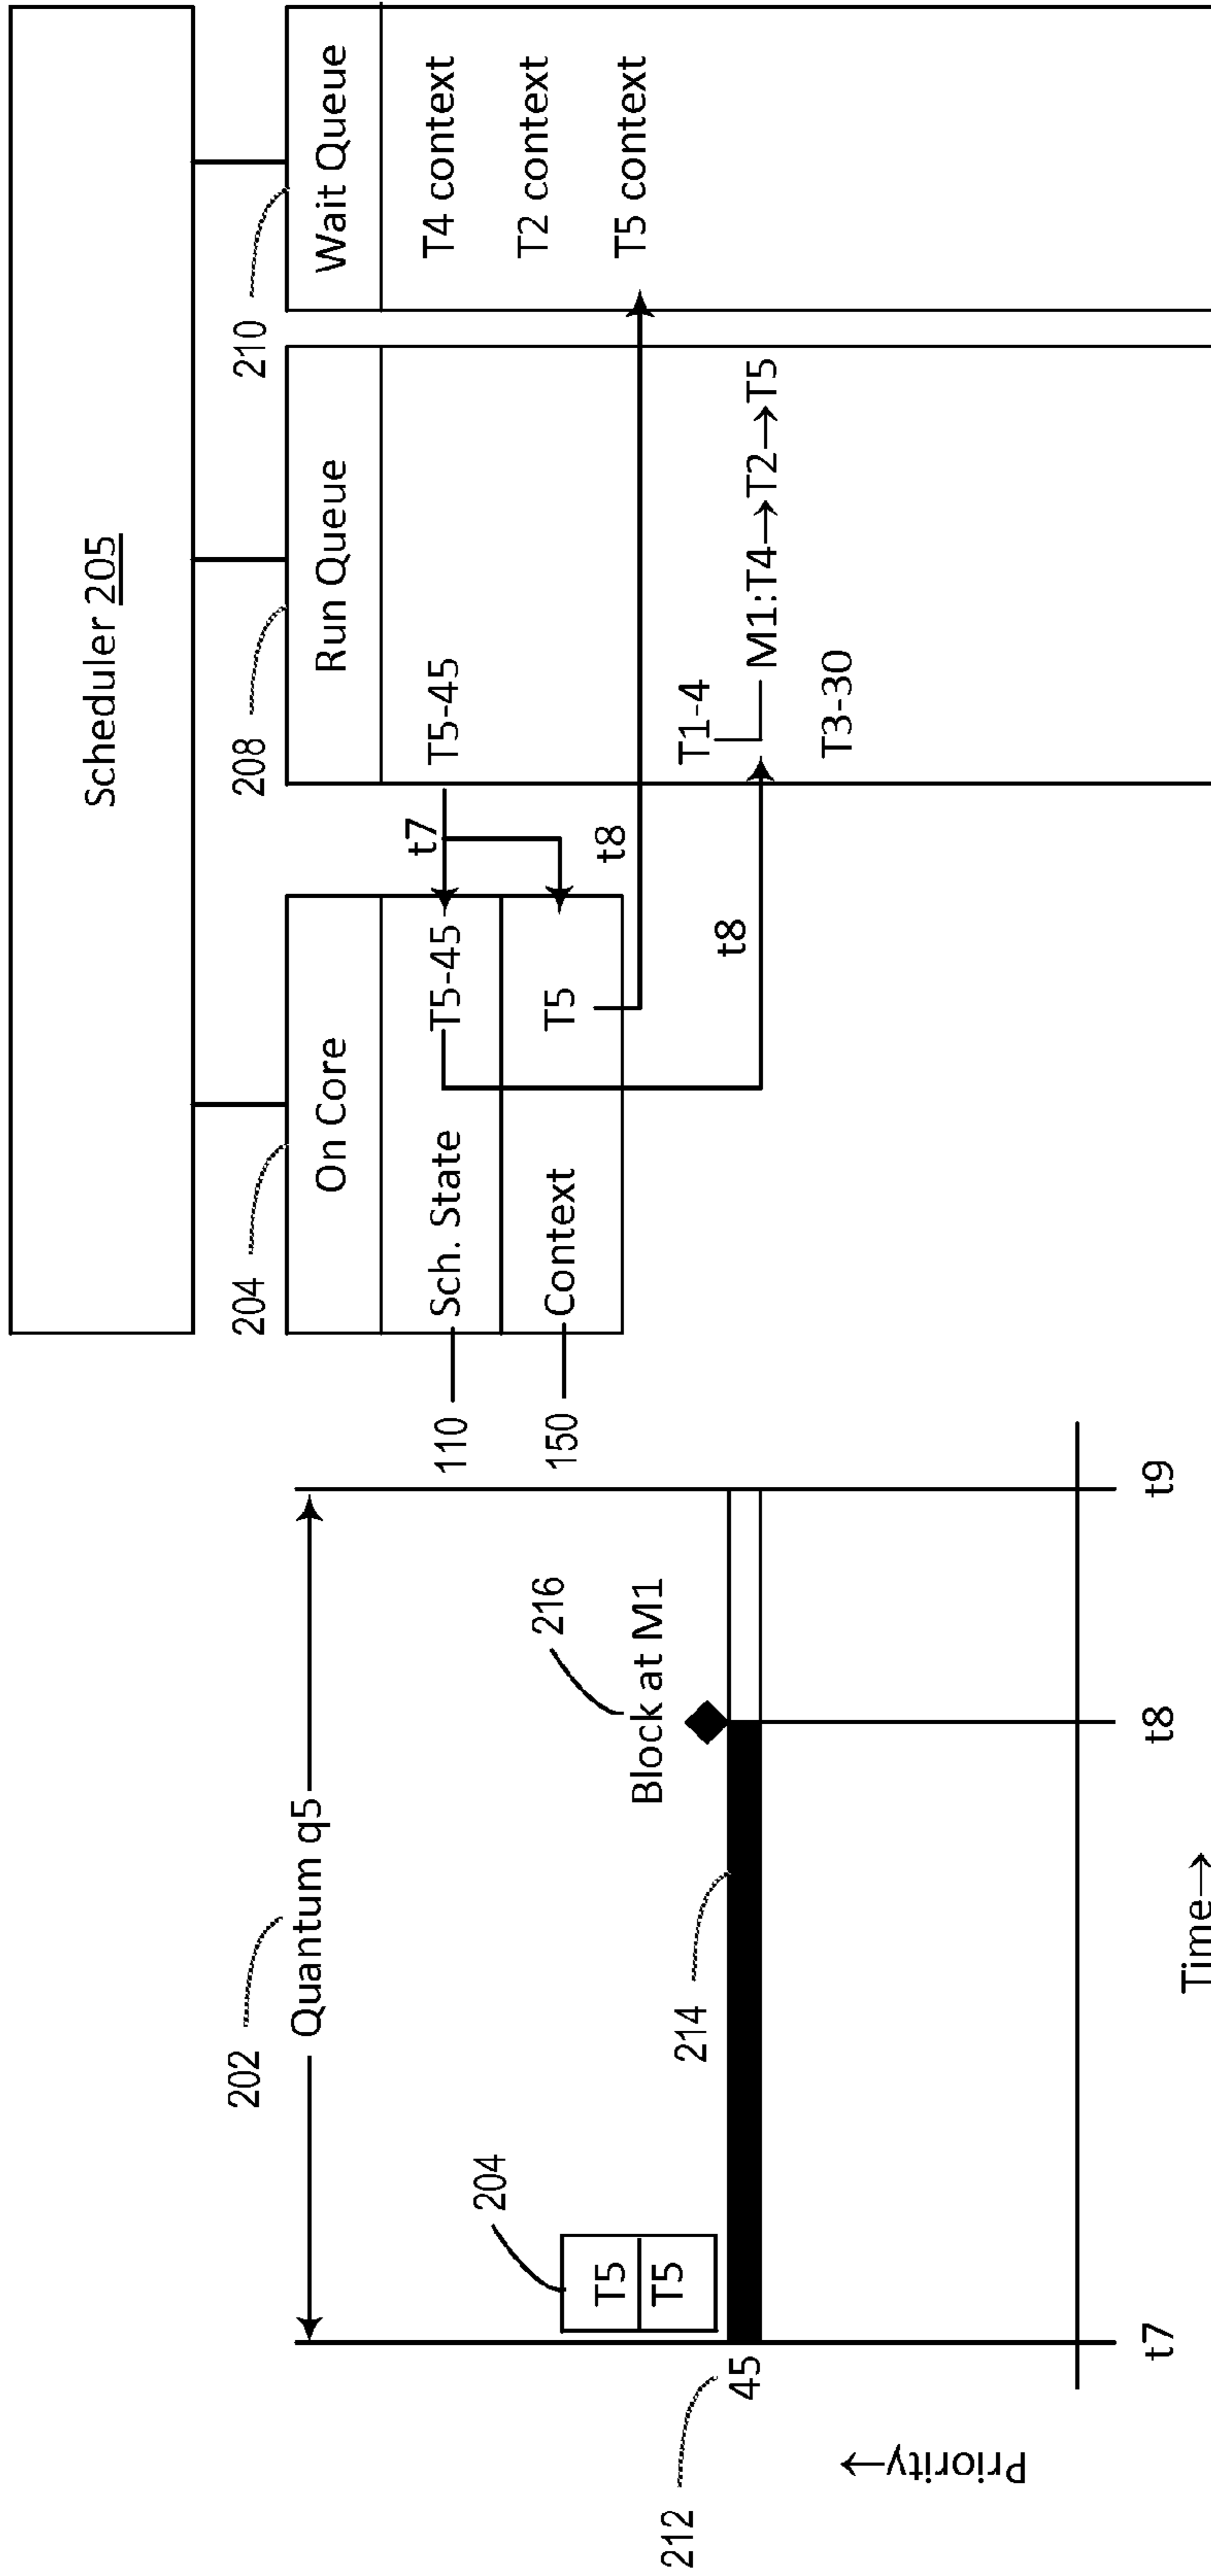 Scheduler 205
204
208
210
On Core
Run Queue
Wait Queue
110
Sch. State
T5-45
t7
T5-45
T4 context
150
Context
T5
T2 context
t8
T5 context
t8
T1-4
M1:T4→T2→T5
T3-30
202
Quantum q5
204
T5
T5
216
Block at M1
212
45
214
Priority→
t7
t8
t9
Time→